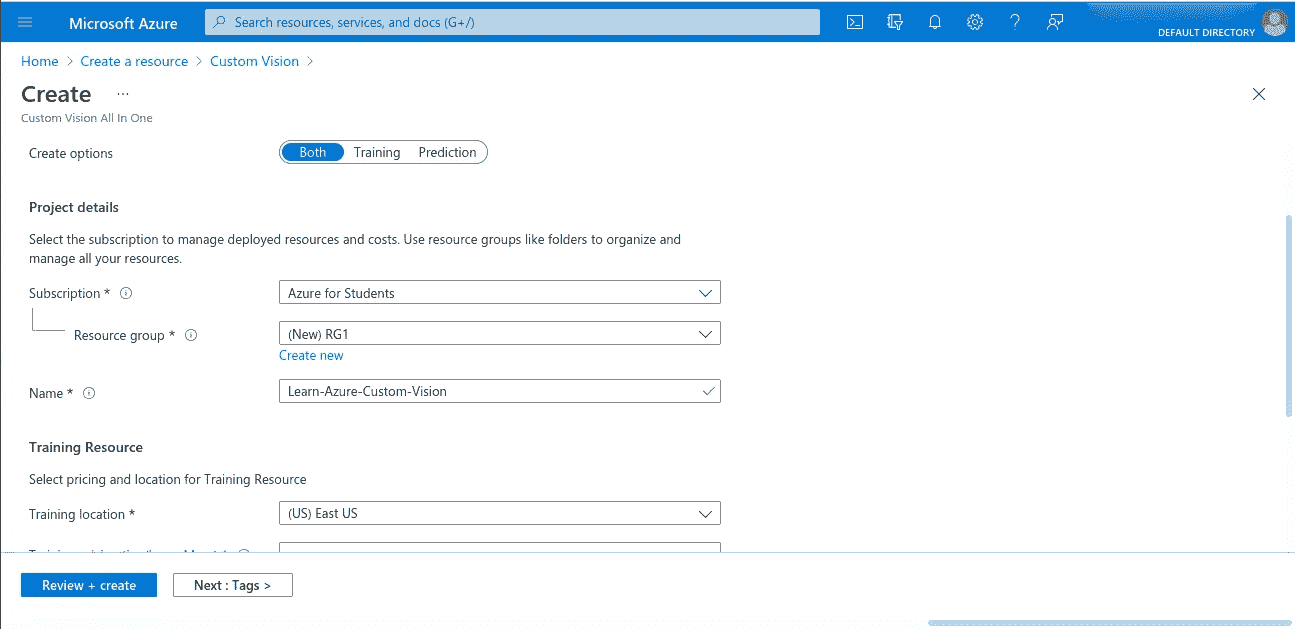 Microsoft Azure
Search resources, services, and docs (G+/)
DEFAULT DIRECTORY
Home > Create a resource > Custom Vision >
Create ...
Custom Vision All In One
Create options
Both Training Prediction
Project details
Select the subscription to manage deployed resources and costs. Use resource groups like folders to organize and
manage all your resources.
Subscription *
Azure for Students
Resource group *
(New) RG1
Create new
Name *
Learn-Azure-Custom-Vision
Training Resource
Select pricing and location for Training Resource
Training location *
(US) East US
Review + create
Next : Tags >